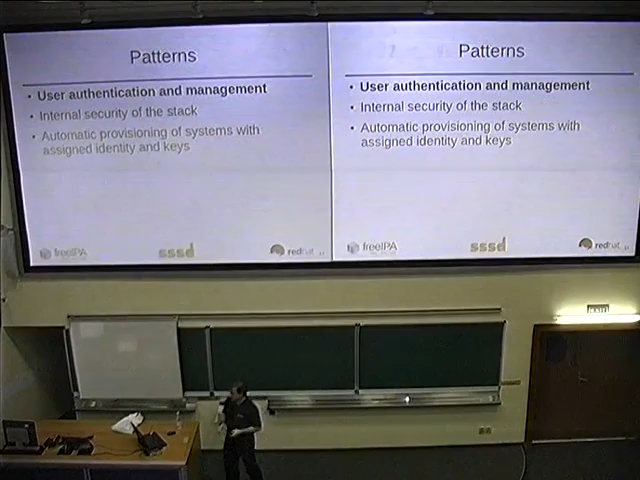 Patterns
• User authentication and management
• Internal security of the stack
• Automatic provisioning of systems with
assigned identity and keys
freeIPA
sssd
redhat
Patterns
• User authentication and management
• Internal security of the stack
• Automatic provisioning of systems with
assigned identity and keys
freeIPA
sssd
redhat